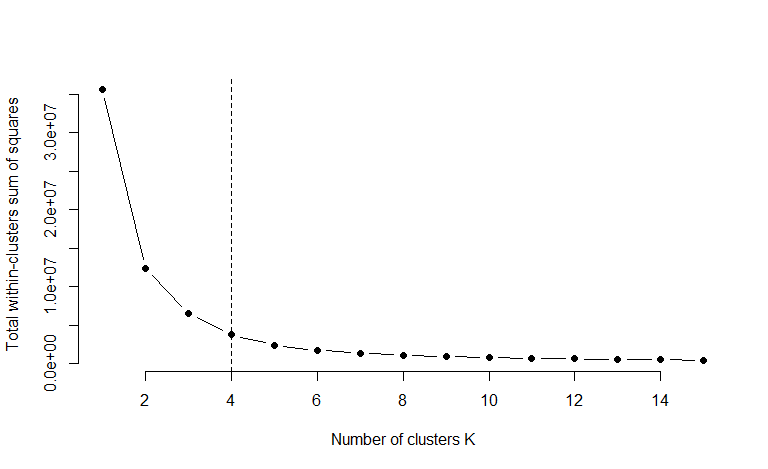 Total within-clusters sum of squares
3.0e+07
2.0e+07
1.0e+07
0.0e+00
2 4 6 8 10 12 14
Number of clusters K